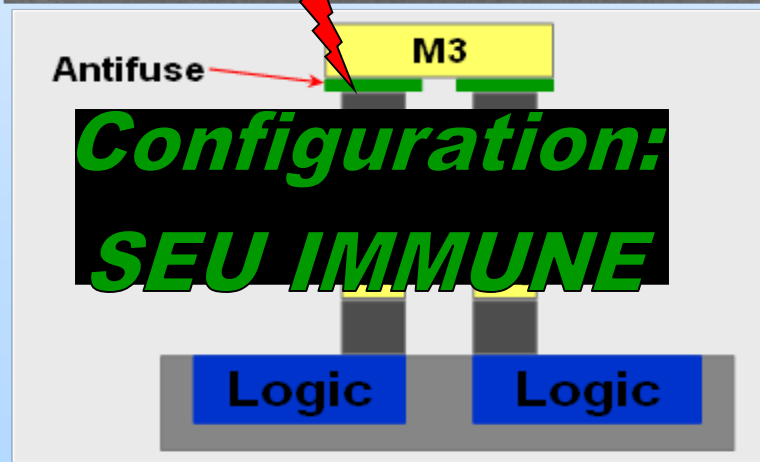 M3
Antifuse
Configuration:
SEU IMMUNE
Logic
Logic